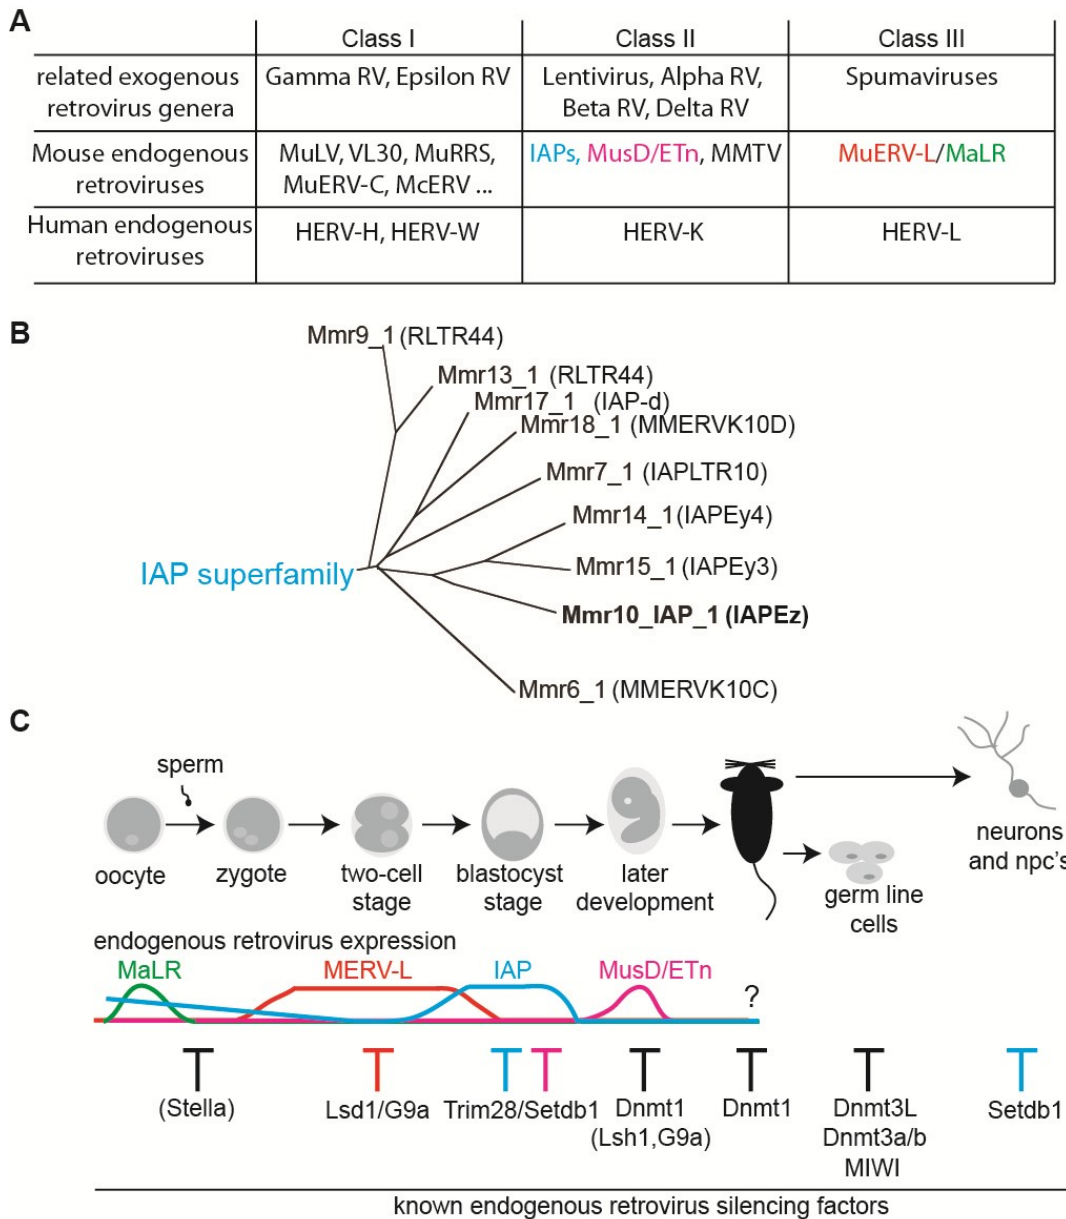 A
Class I Class II Class III
related exogenous retrovirus genera
Gamma RV, Epsilon RV
Lentivirus, Alpha RV,
Beta RV, Delta RV
Spumaviruses
Mouse endogenous retroviruses
MuLV, VL30, MuRRS,
MuERV-C, McERV ...
IAPs, MusD/ETn, MMTV
MuERV-L/MaLR
Human endogenous retroviruses
HERV-H, HERV-W
HERV-K
HERV-L
B
Mmr9_1 (RLTR44)
Mmr13_1 (RLTR44)
Mmr17_1 (IAP-d)
Mmr18_1 (MMERVK10D)
Mmr7_1 (IAPLTR10)
Mmr14_1 (IAPEy4)
IAP superfamily
Mmr15_1 (IAPEy3)
Mmr10_IAP_1 (IAPEz)
Mmr6_1 (MMERVK10C)
C
sperm
oocyte
zygote
two-cell
stage
blastocyst
stage
later
development
germ line
cells
neurons
and npc's
endogenous retrovirus expression
MaLR MERV-L IAP MusD/ETn
?
(Stella)
Lsd1/G9a
Trim28/Setdb1
Dnmt1
(Lsh1,G9a)
Dnmt1
Dnmt3L
Dnmt3a/b
MIWI
Setdb1
known endogenous retrovirus silencing factors